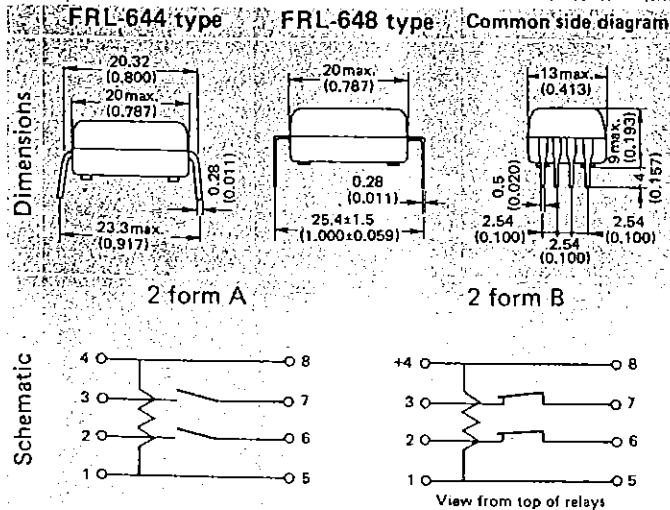 FRL-644 type FRL-648 type Common side diagram
Dimensions
20.32
(0.800)
20max.
(0.787)
0.28
(0.011)
23.3max.
(0.917)
20max.
(0.787)
0.28
(0.011)
25.4±1.5
(1.000±0.059)
13max.
(0.413)
9max.
(0.193)
4
(0.157)
0.5
(0.020)
2.54
(0.100)
2.54
(0.100)
2.54
(0.100)
2 form A
2 form B
Schematic
4 8
3 7
2 6
1 5
+4 8
3 7
2 6
1 5
View from top of relays